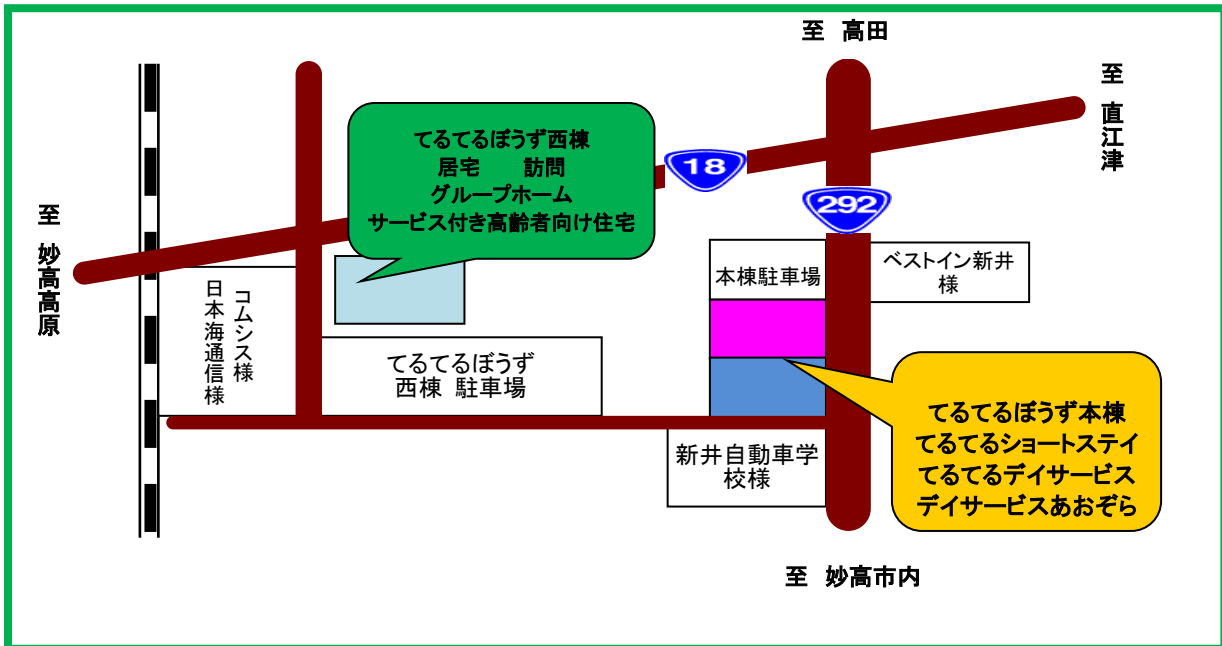 至 高田
至 直江津
てるてるぼうず西棟
居宅 訪問
グループホーム
サービス付き高齢者向け住宅
18
292
至 妙高高原
本棟駐車場
ベストイン新井
様
コムシス様
日本海通信様
てるてるぼうず
西棟 駐車場
てるてるぼうず本棟
てるてるショートステイ
てるてるデイサービス
デイサービスあおぞら
新井自動車学
校様
至 妙高市内